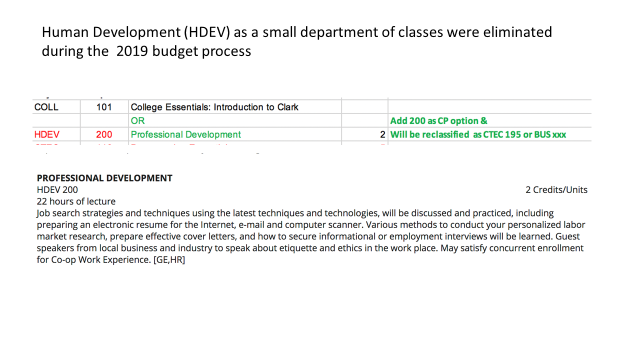 Human Development (HDEV) as a small department of classes were eliminated
during the  2019 budget process
COLL 101 College Essentials: Introduction to Clark
OR Add 200 as CP option &
HDEV 200 Professional Development 2 Will be reclassified as CTEC 195 or BUS xxx
PROFESSIONAL DEVELOPMENT
HDEV 200 2 Credits/Units
22 hours of lecture
Job search strategies and techniques using the latest techniques and technologies, will be discussed and practiced, including
preparing an electronic resume for the Internet, e-mail and computer scanner. Various methods to conduct your personalized labor
market research, prepare effective cover letters, and how to secure informational or employment interviews will be learned. Guest
speakers from local business and industry to speak about etiquette and ethics in the work place. May satisfy concurrent enrollment
for Co-op Work Experience. [GE,HR]